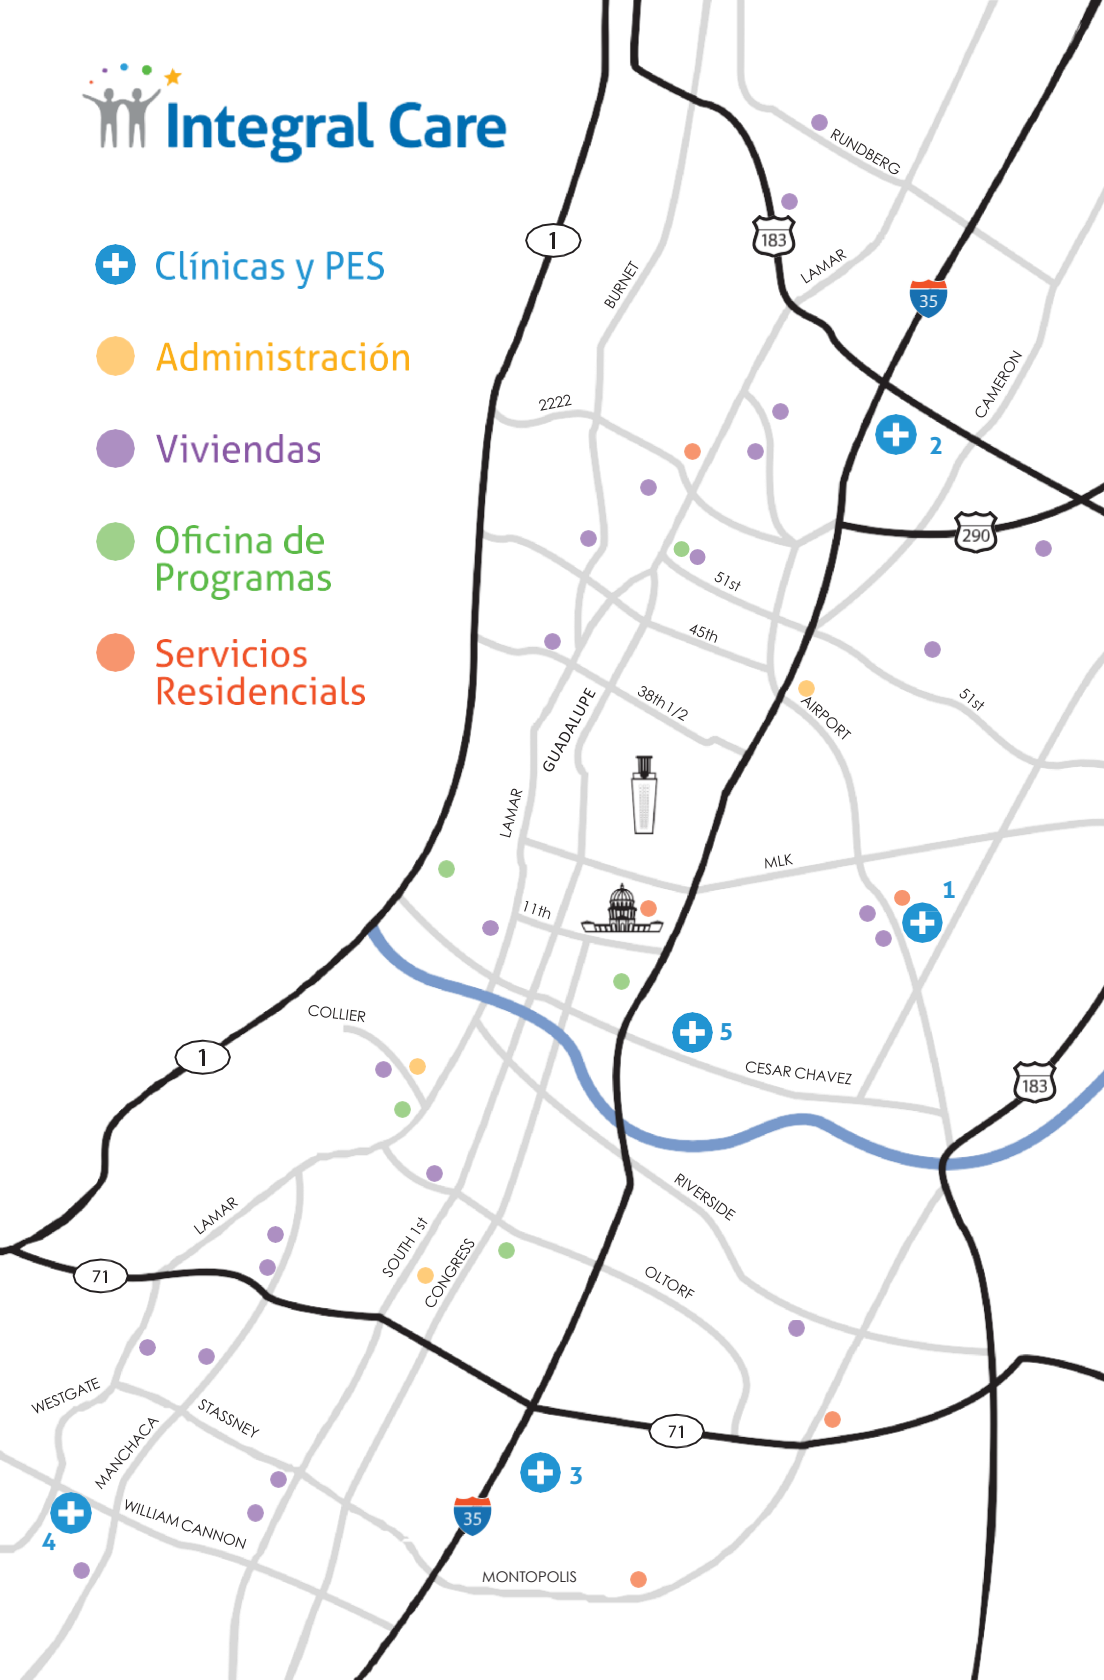 Integral Care
Clínicas y PES
Administración
Viviendas
Oficina de
Programas
Servicios
Residencials
RUNDBERG
1
183
LAMAR
BURNET
35
CAMERON
2222
2
290
51st
45th
38th 1/2
51st
AIRPORT
GUADALUPE
LAMAR
MLK
1
11th
COLLIER
5
1
CESAR CHAVEZ
183
RIVERSIDE
LAMAR
SOUTH 1st
CONGRESS
71
OLTORF
WESTGATE
STASSNEY
MANCHACA
71
3
WILLIAM CANNON
35
4
MONTOPOLIS